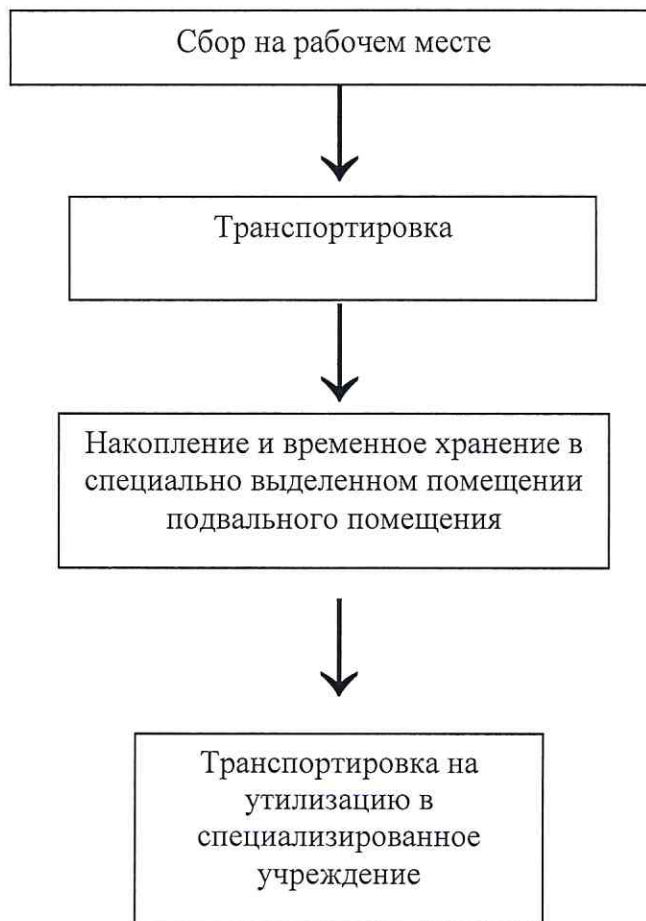 Сбор на рабочем месте
Транспортировка
Накопление и временное хранение в
специально выделенном помещении
подвального помещения
Транспортировка на
утилизацию в
специализированное
учреждение